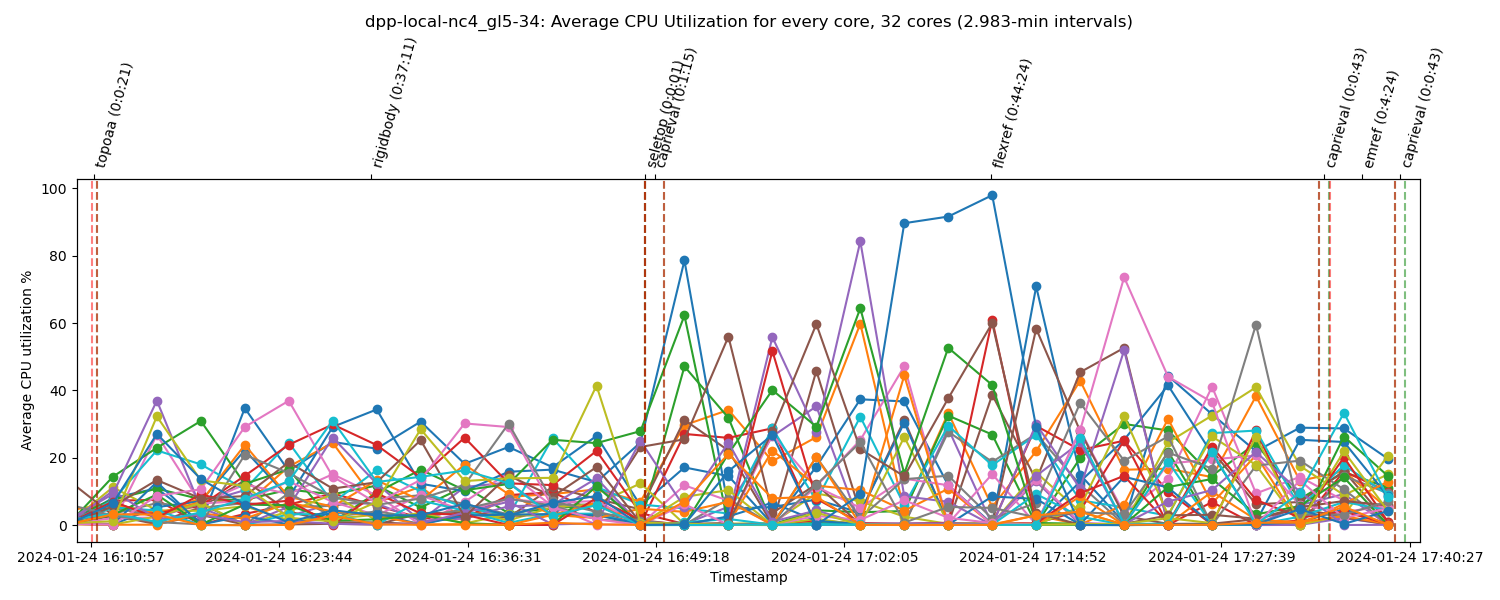 dpp-local-nc4_gl5-34: Average CPU Utilization for every core, 32 cores (2.983-min intervals)
topoaa (0:0:21)
rigidbody (0:37:11)
seletop (0:0:01)
caprieval (0:1:15)
flexref (0:44:24)
caprieval (0:0:43)
emref (0:4:24)
caprieval (0:0:43)
Average CPU utilization %
100
80
60
40
20
0
2024-01-24 16:10:57
2024-01-24 16:23:44
2024-01-24 16:36:31
2024-01-24 16:49:18
2024-01-24 17:02:05
2024-01-24 17:14:52
2024-01-24 17:27:39
2024-01-24 17:40:27
Timestamp